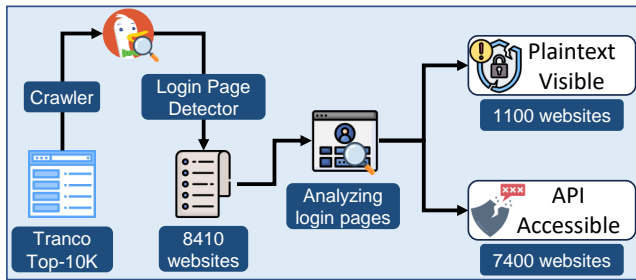 Crawler
Login Page
Detector
Tranco
Top-10K
8410
websites
Analyzing
login pages
Plaintext
Visible
1100 websites
API
Accessible
7400 websites